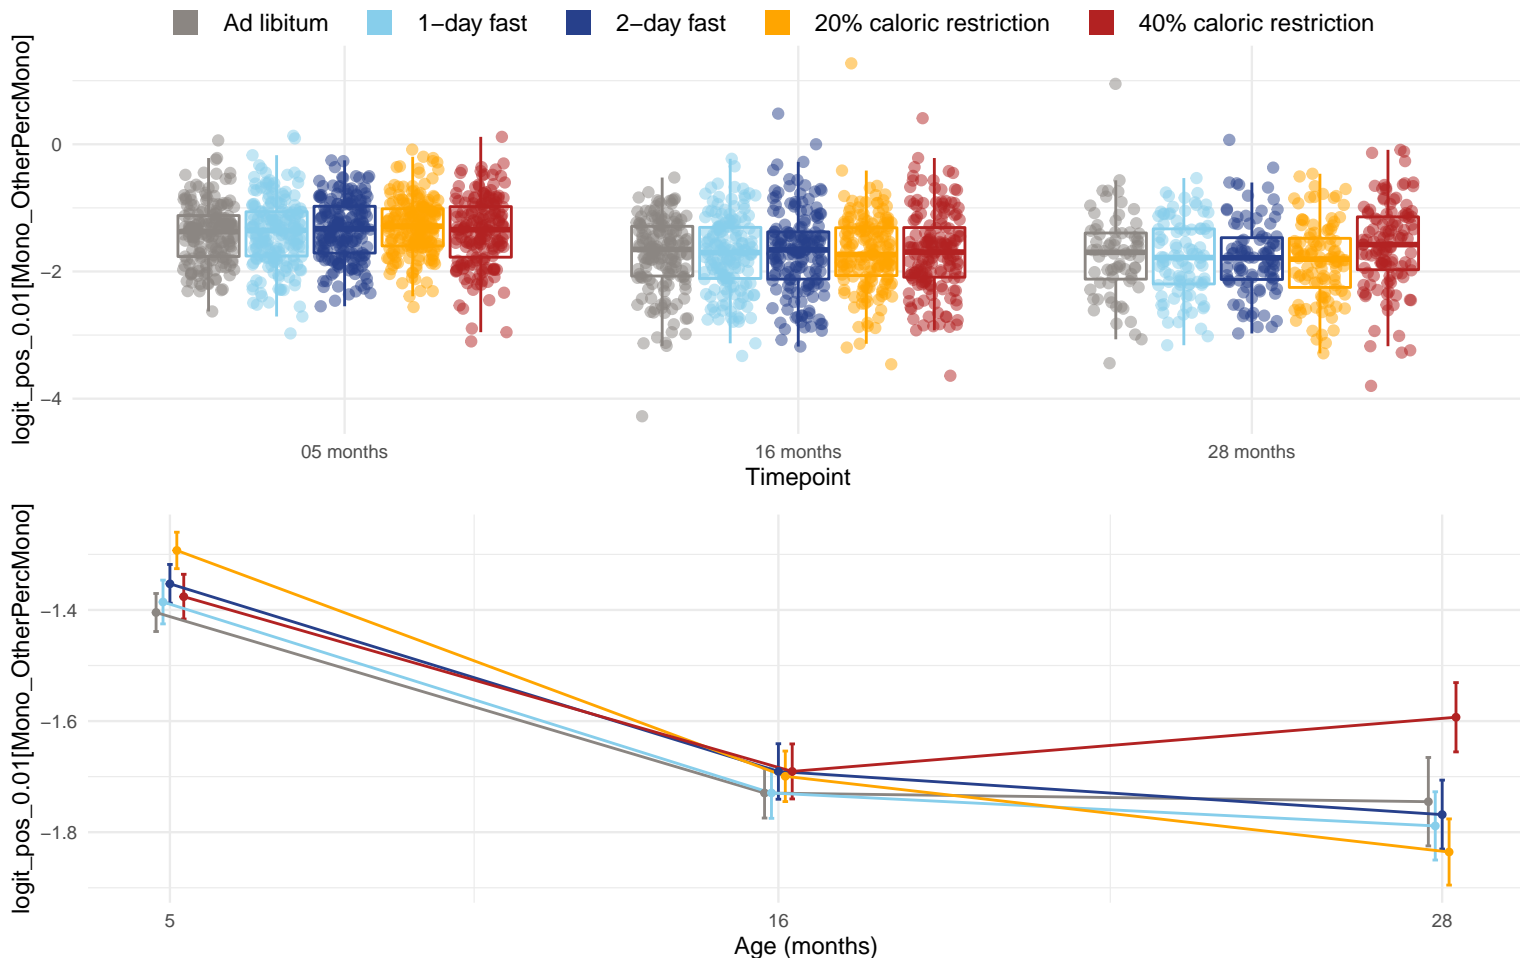 Ad libitum 1−day fast 2−day fast 20% caloric restriction 40% caloric restriction
logit_pos_0.01[Mono_OtherPercMono]
0
−2
−4
05 months 16 months 28 months
Timepoint
logit_pos_0.01[Mono_OtherPercMono]
−1.4
−1.6
−1.8
5 16 28
Age (months)